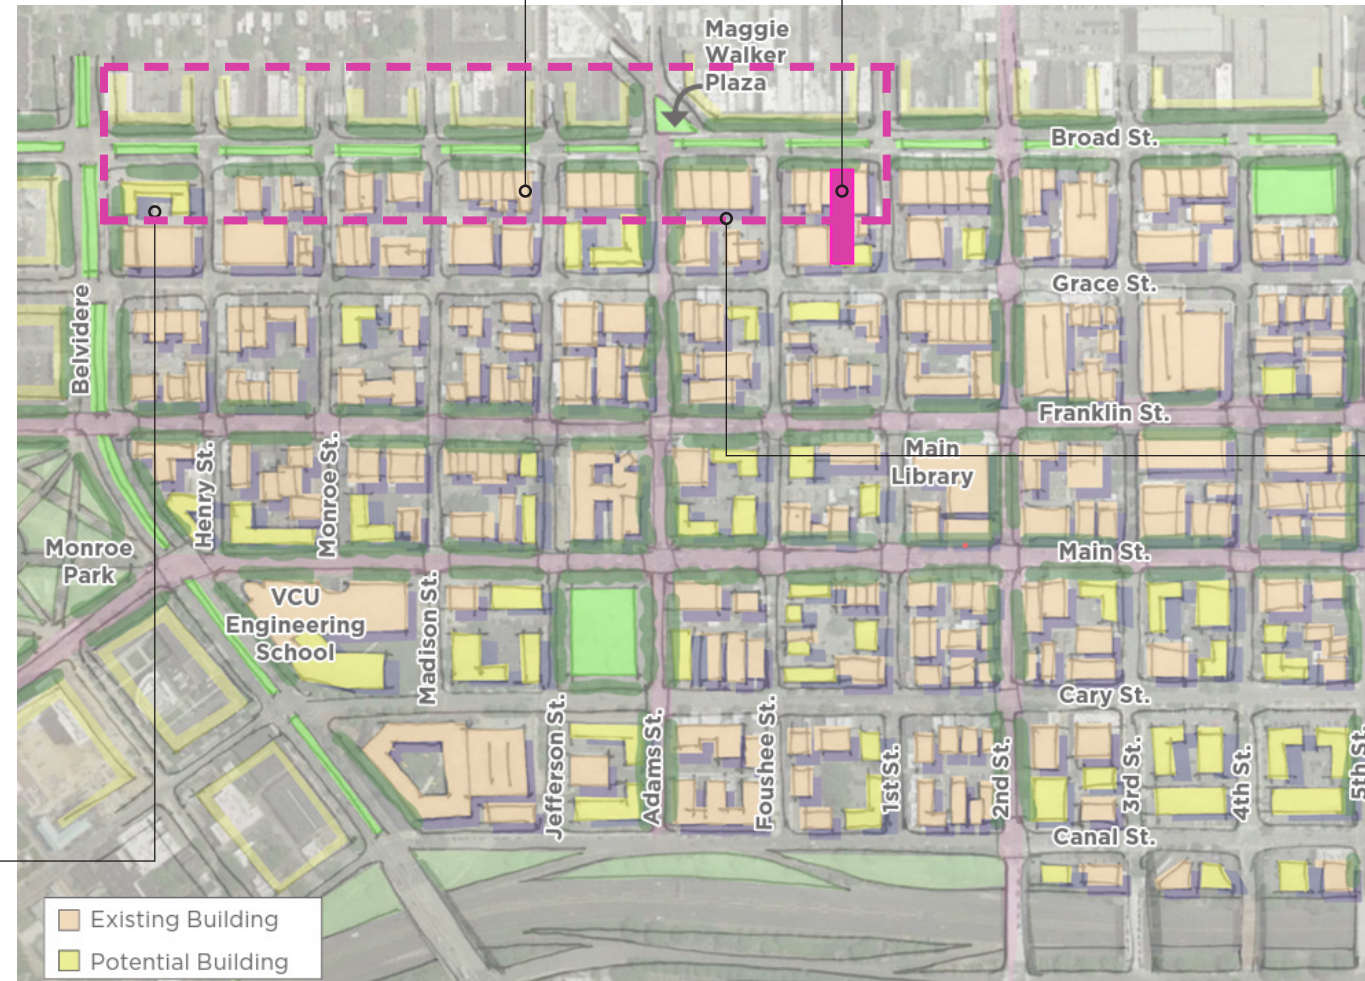 Maggie
Walker
Plaza
Broad St.
Grace St.
Belvidere
Franklin St.
Henry St.
Monroe St.
Main
Library
Monroe
Park
Main St.
VCU
Engineering
School
Madison St.
Cary St.
Jefferson St.
Adams St.
Foushee St.
1st St.
2nd St.
3rd St.
4th St.
5th St.
Canal St.
Existing Building
Potential Building